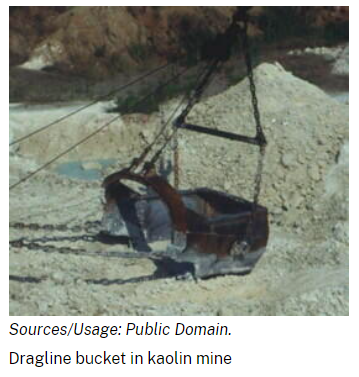 Sources/Usage: Public Domain.
Dragline bucket in kaolin mine